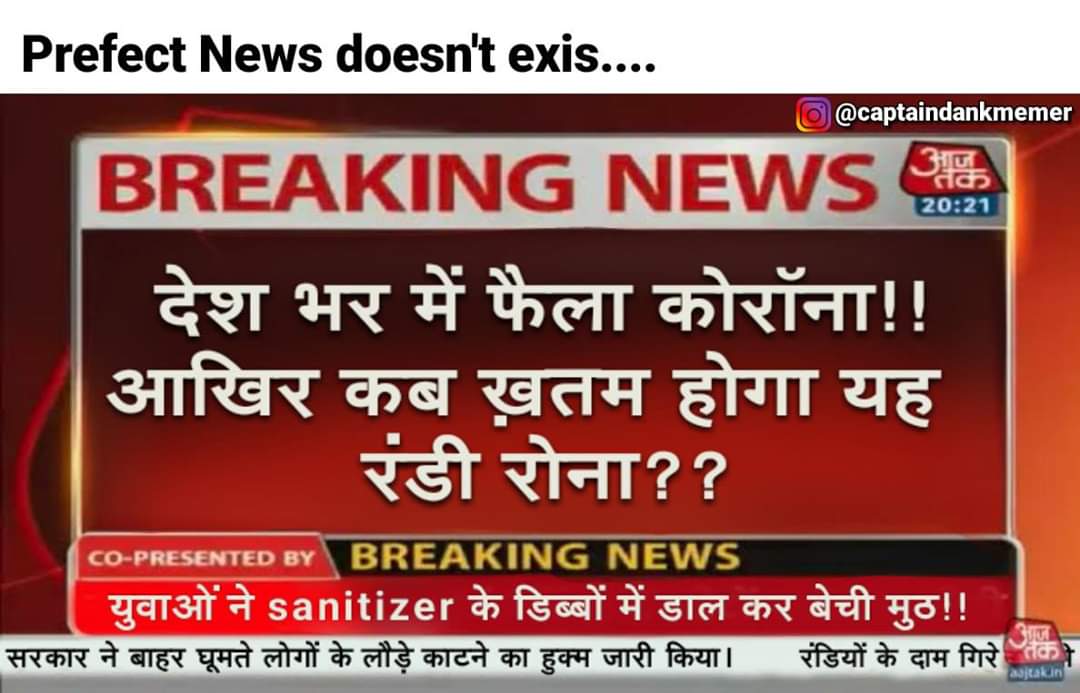 Prefect News doesn't exis....
@captaindankmemer
BREAKING NEWS
आज तक
20:21
देश भर में फैला कोरॉना!!
आखिर कब ख़तम होगा यह
रंडी रोना??
CO-PRESENTED BY BREAKING NEWS
युवाओं ने sanitizer के डिब्बों में डाल कर बेची मुठ!!
सरकार ने बाहर घूमते लोगों के लौड़े काटने का हुक्म जारी किया। रंडियों के दाम गिरे
आज तक
aajtak.in